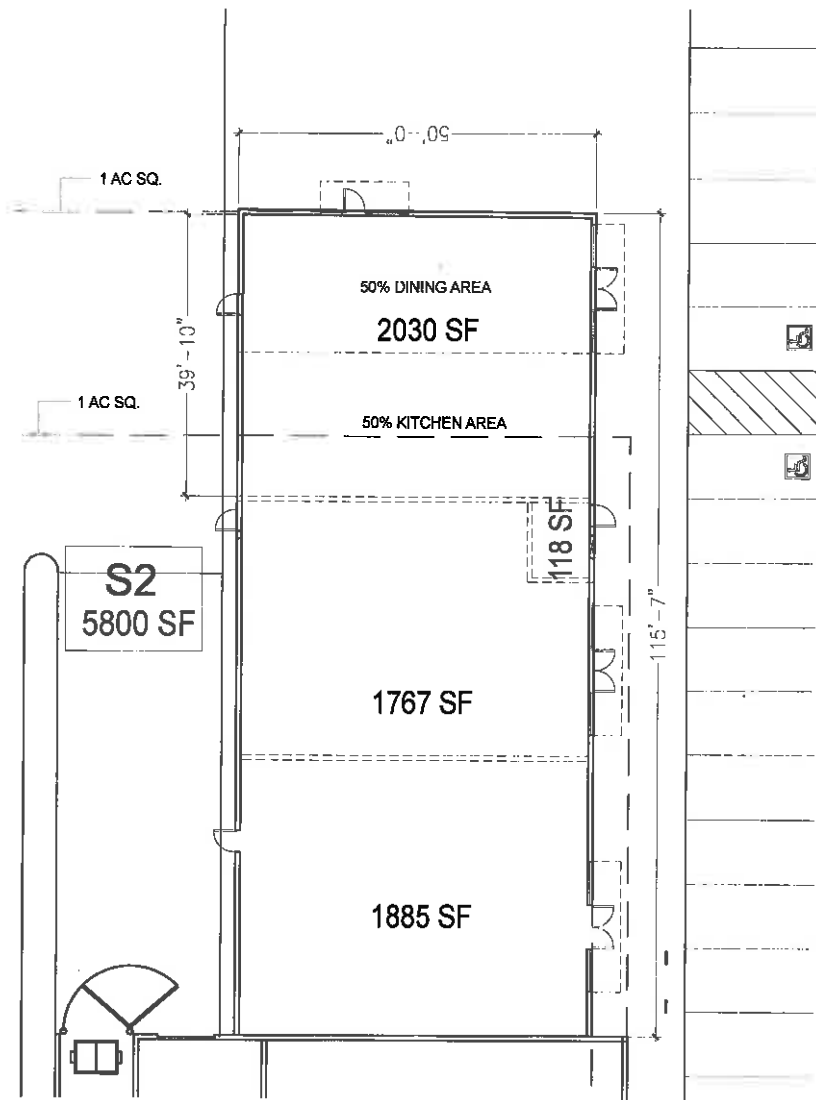 50'-0"
1 AC SQ.
50% DINING AREA
2030 SF
39'-10"
1 AC SQ.
50% KITCHEN AREA
118 SF
S2
5800 SF
115'-7"
1767 SF
1885 SF